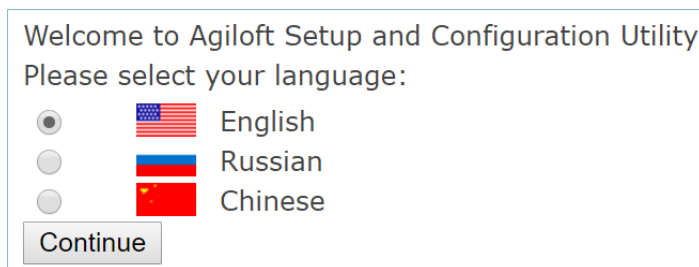 Welcome to Agiloft Setup and Configuration Utility
Please select your language:
English
Russian
Chinese
Continue